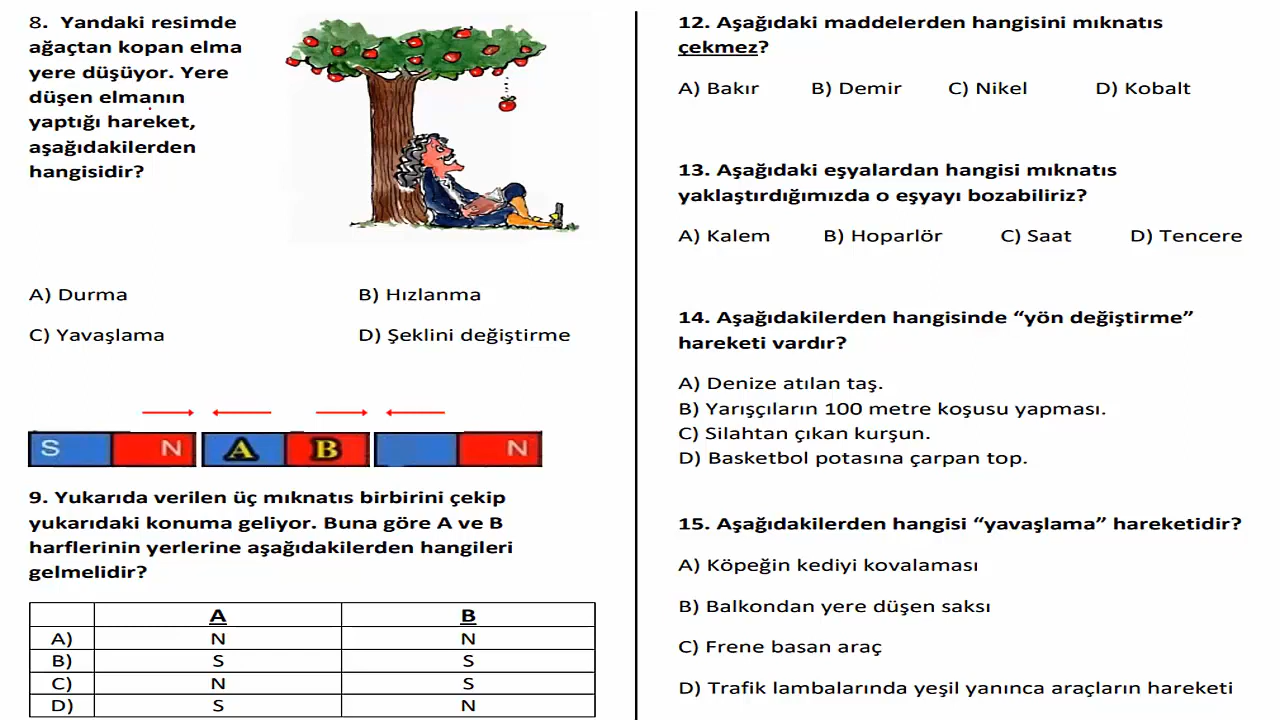 8. Yandaki resimde
ağaçtan kopan elma
yere düşüyor. Yere
düşen elmanın
yaptığı hareket,
aşağıdakilerden
hangisidir?
A) Durma B) Hızlanma
C) Yavaşlama D) Şeklini değiştirme
S N A B N
9. Yukarıda verilen üç mıknatıs birbirini çekip
yukarıdaki konuma geliyor. Buna göre A ve B
harflerinin yerlerine aşağıdakilerden hangileri
gelmelidir?
A B
A) N N
B) S S
C) N S
D) S N
12. Aşağıdaki maddelerden hangisini mıknatıs
çekmez?
A) Bakır B) Demir C) Nikel D) Kobalt
13. Aşağıdaki eşyalardan hangisi mıknatıs
yaklaştırdığımızda o eşyayı bozabiliriz?
A) Kalem B) Hoparlör C) Saat D) Tencere
14. Aşağıdakilerden hangisinde “yön değiştirme”
hareketi vardır?
A) Denize atılan taş.
B) Yarışçıların 100 metre koşusu yapması.
C) Silahtan çıkan kurşun.
D) Basketbol potasına çarpan top.
15. Aşağıdakilerden hangisi “yavaşlama” hareketidir?
A) Köpeğin kediyi kovalaması
B) Balkondan yere düşen saksı
C) Frene basan araç
D) Trafik lambalarında yeşil yanınca araçların hareketi